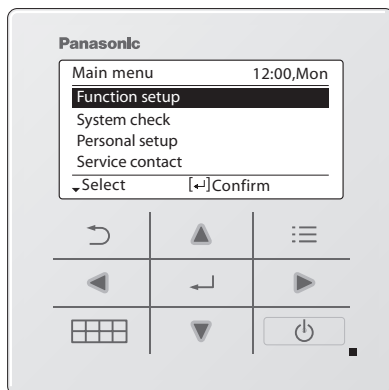 Panasonic
Main menu 12:00,Mon
Function setup
System check
Personal setup
Service contact
Select [↵]Confirm